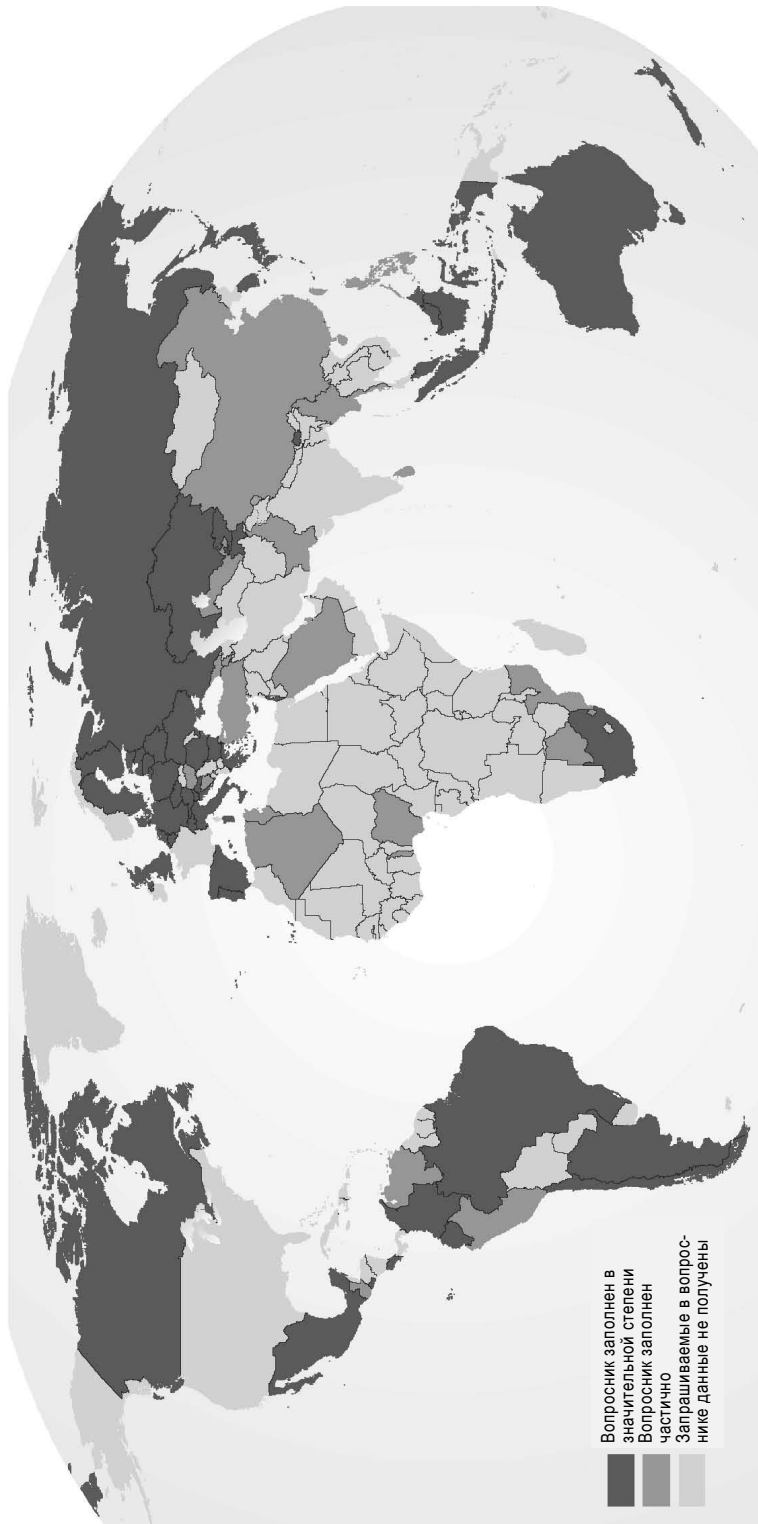 Вопросник заполнен в
значительной степени
Вопросник заполнен
частично
Запрашиваемые в вопрос-
нике данные не получены